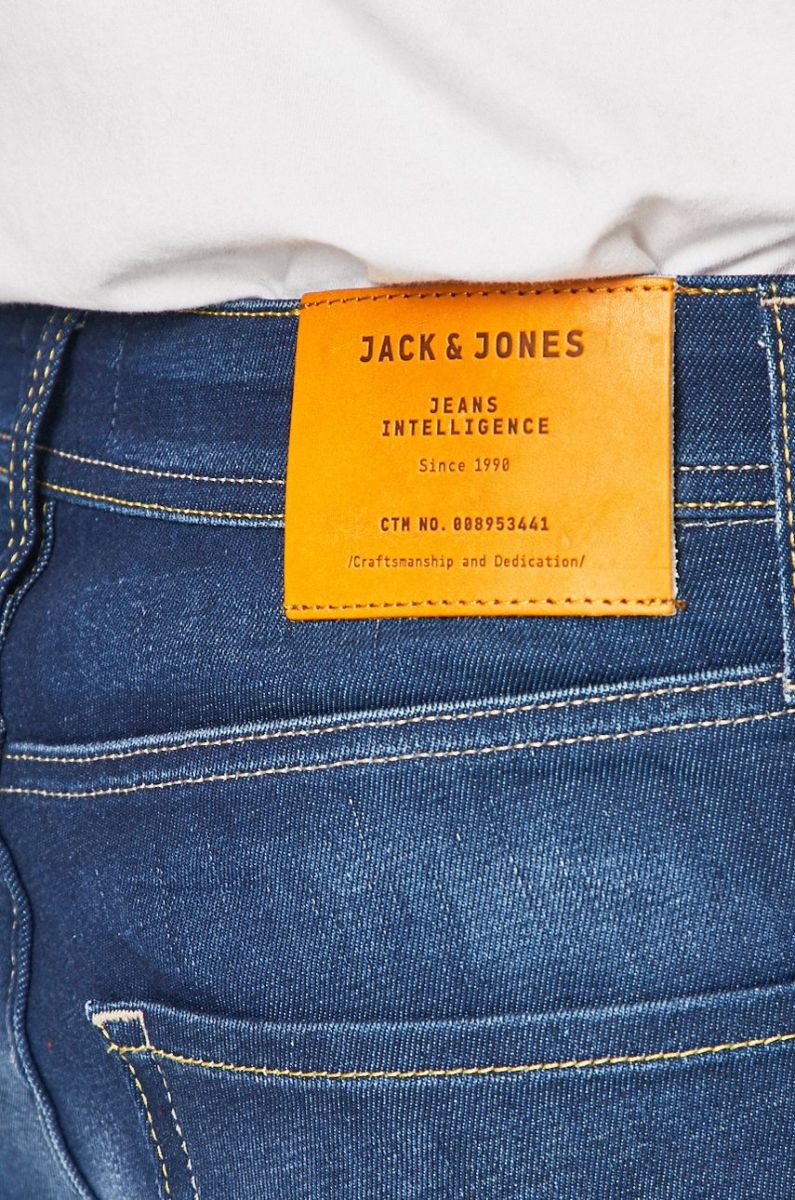 JACK & JONES
JEANS
INTELLIGENCE
Since 1990
CTM NO. 008953441
/Craftsmanship and Dedication/